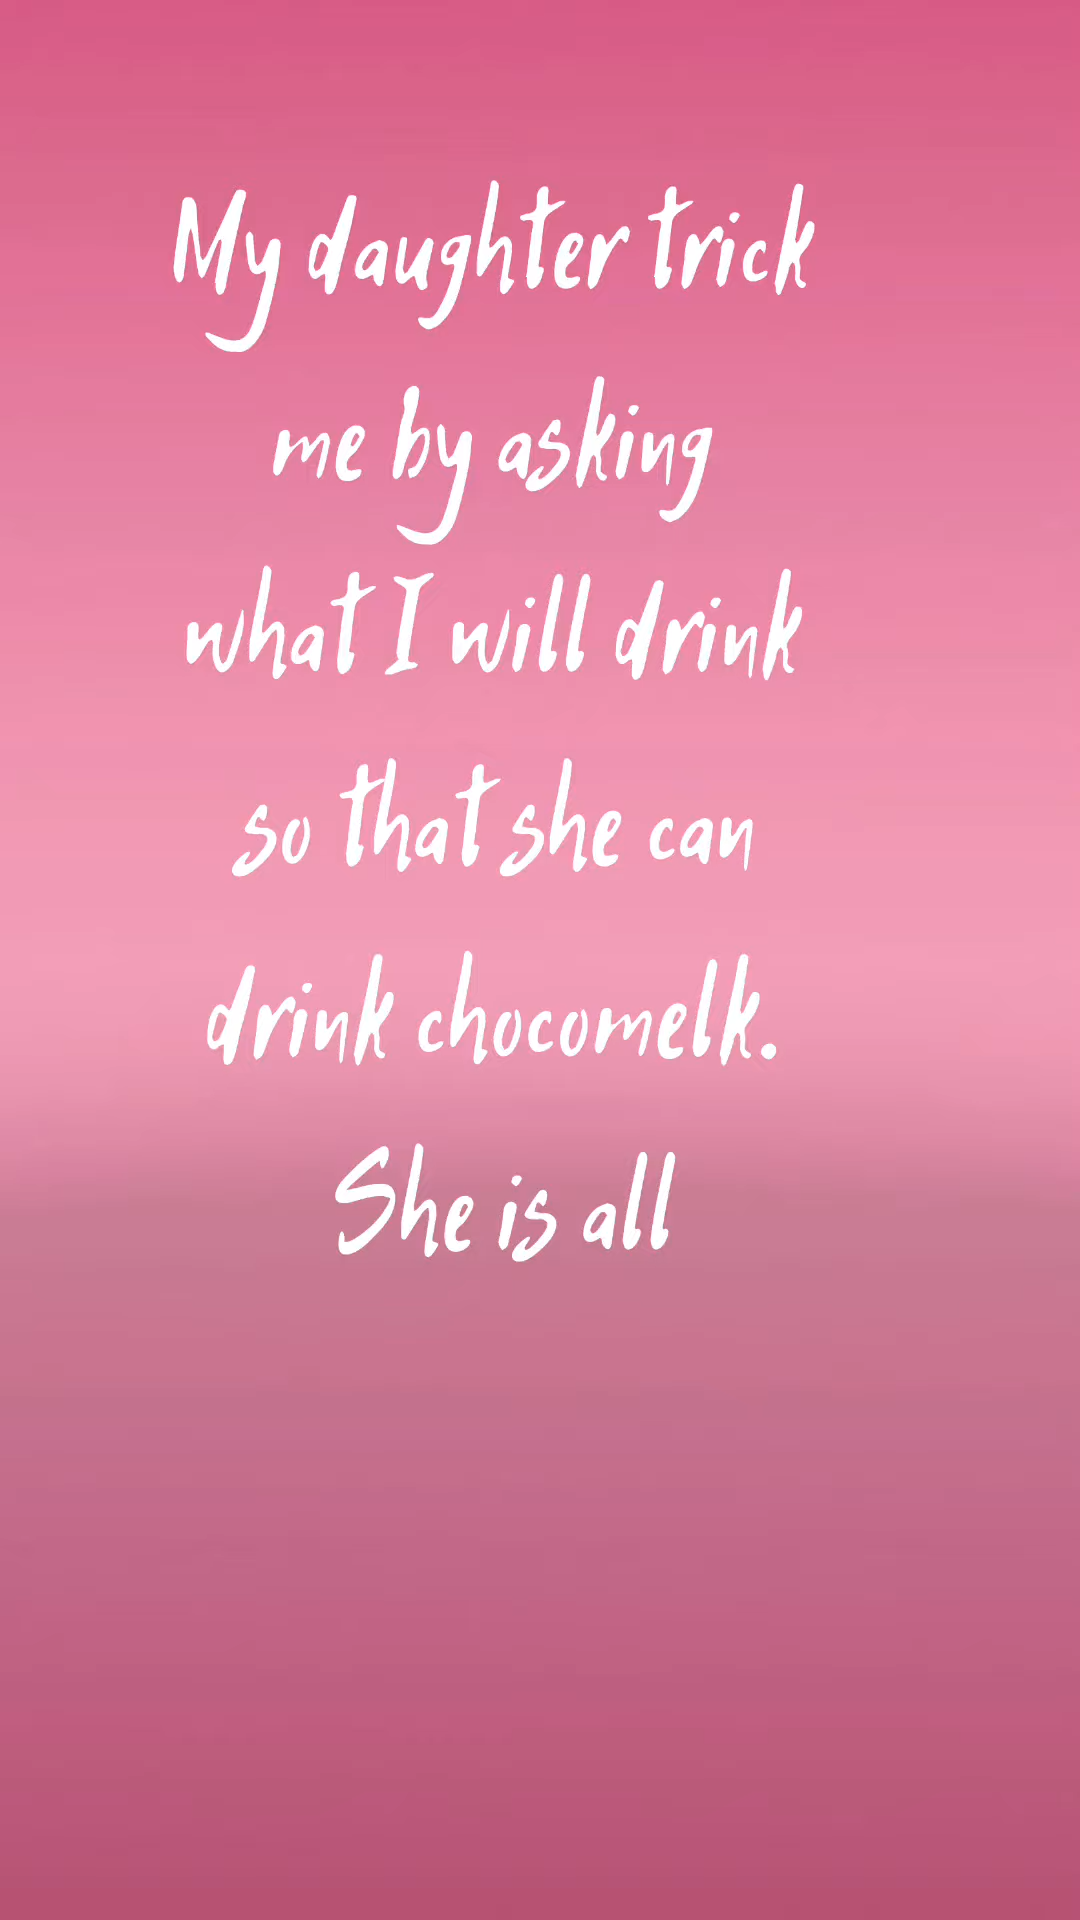 My daughter trick
me by asking
what I will drink
so that she can
drink chocomelk.
She is all